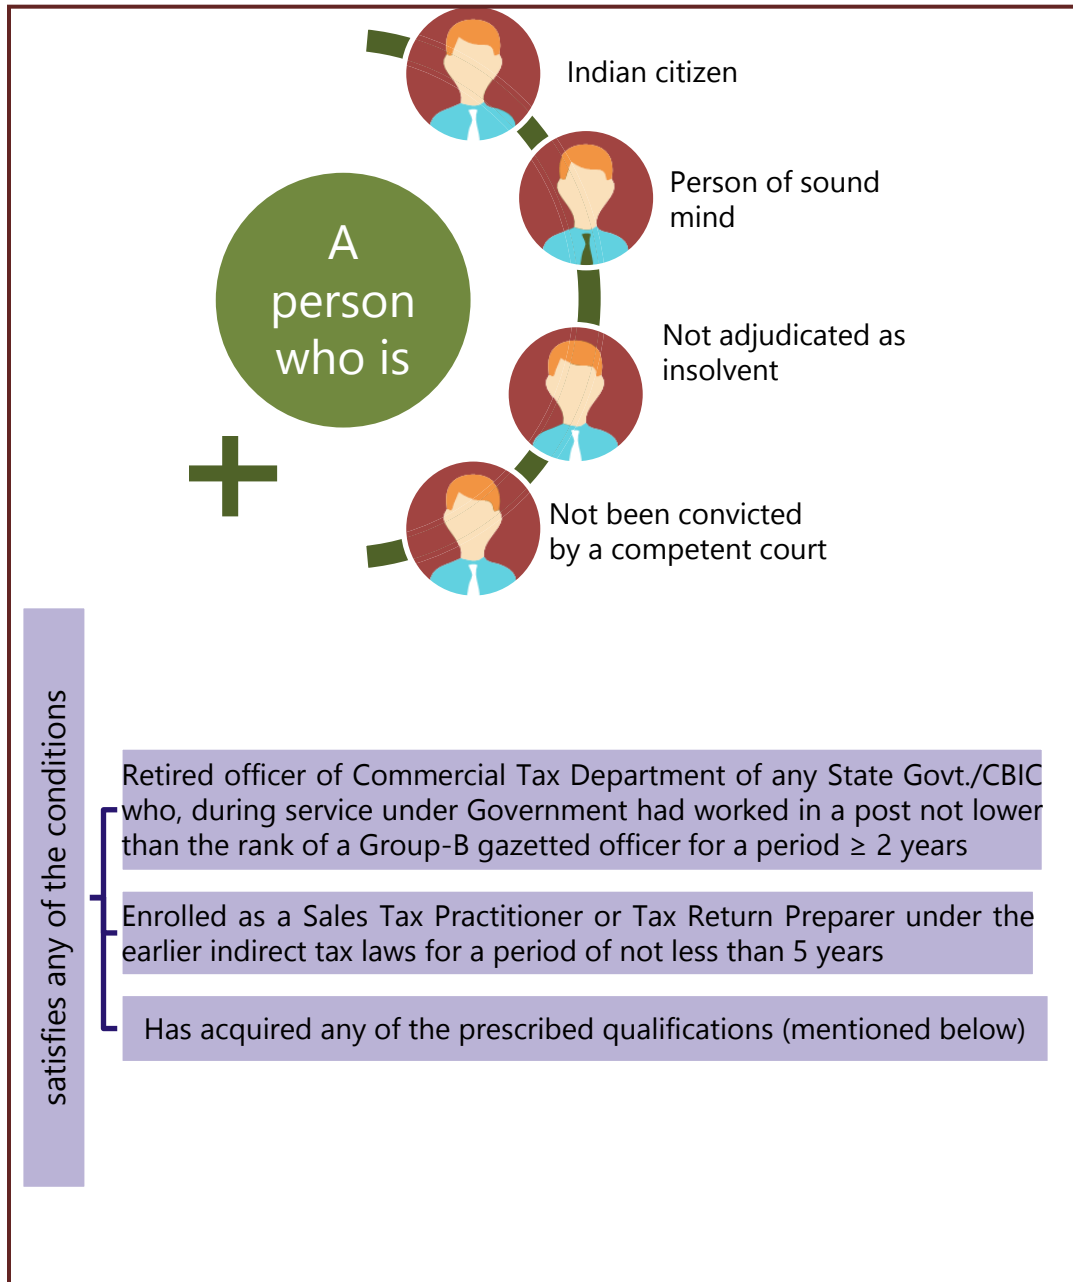 Indian citizen
Person of sound
mind
A
person
who is
Not adjudicated as
insolvent
Not been convicted
by a competent court
satisfies any of the conditions
Retired officer of Commercial Tax Department of any State Govt./CBIC
who, during service under Government had worked in a post not lower
than the rank of a Group-B gazetted officer for a period ≥ 2 years
Enrolled as a Sales Tax Practitioner or Tax Return Preparer under the
earlier indirect tax laws for a period of not less than 5 years
Has acquired any of the prescribed qualifications (mentioned below)